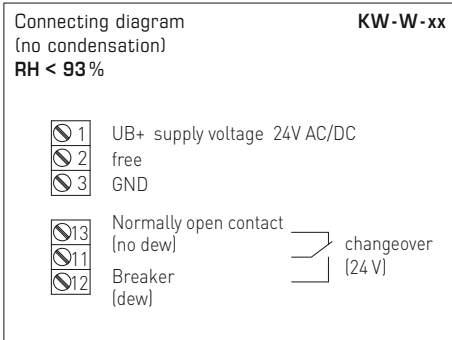 Connecting diagram KW-W-xx
(no condensation)
RH < 93 %
1 UB+ supply voltage 24V AC/DC
2 free
3 GND
13 Normally open contact
(no dew)
11
12 Breaker
(dew)
changeover
(24 V)